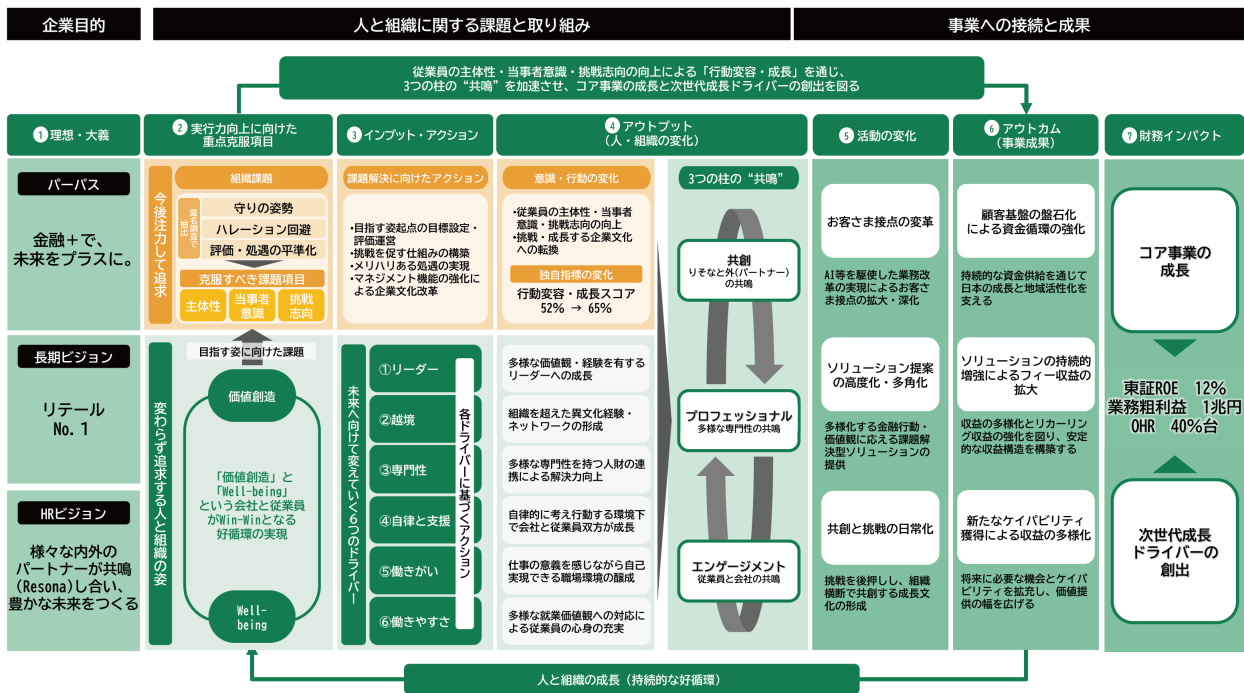 企業目的
人と組織に関する課題と取り組み
事業への接続と成果
従業員の主体性・当事者意識・挑戦志向の向上による「行動変容・成長」を通じ、
3つの柱の“共鳴”を加速させ、コア事業の成長と次世代成長ドライバーの創出を図る
❶理想・大義
❷実行力向上に向けた
重点克服項目
❸インプット・アクション
❹アウトプット
(人・組織の変化)
❺活動の変化
❻アウトカム
(事業成果)
❼財務インパクト
パーパス
金融＋で、
未来をプラスに。
長期ビジョン
リテール
No.1
HRビジョン
様々な内外の
パートナーが共鳴
(Resona)し合い、
豊かな未来をつくる
今後注力して追求
組織課題
匿名調査で
抽出
守りの姿勢
ハレーション回避
評価・処遇の平準化
克服すべき課題項目
主体性
当事者
意識
挑戦
志向
目指す姿に向けた課題
変わらず追求する人と組織の姿
価値創造
「価値創造」と
「Well-being」
という会社と従業員
がWin-Winとなる
好循環の実現
Well-
being
課題解決に向けたアクション
・目指す姿起点の目標設定・
評価運営
・挑戦を促す仕組みの構築
・メリハリある処遇の実現
・マネジメント機能の強化によ
る企業文化改革
未来へ向けて変えていく6つのドライバー
①リーダー
②越境
③専門性
④自律と支援
⑤働きがい
⑥働きやすさ
各ドライバーに基づくアクション
意識・行動の変化
・従業員の主体性・当事者
意識・挑戦志向の向上
・挑戦・成長する企業文化
への転換
独自指標の変化
行動変容・成長スコア
52% → 65%
多様な価値観・経験を有する
リーダーへの成長
組織を超えた異文化経験・
ネットワークの形成
多様な専門性を持つ人財の連
携による解決力向上
自律的に考え行動する環境下
で会社と従業員双方が成長
仕事の意義を感じながら自己
実現できる職場環境の醸成
多様な就業価値観への対応に
よる従業員の心身の充実
3つの柱の“共鳴”
共創
りそなと外(パートナー)
の共鳴
プロフェッショナル
多様な専門性の共鳴
エンゲージメント
従業員と会社の共鳴
お客さま接点の変革
AI等を駆使した業務改
革の実現によるお客さ
ま接点の拡大・深化
ソリューション提案
の高度化・多角化
多様化する金融行動・
価値観に応える課題解
決型ソリューションの
提供
共創と挑戦の日常化
挑戦を後押しし、組織
横断で共創する成長文
化の形成
顧客基盤の盤石化
による資金循環の強化
持続的な資金供給を通じて
日本の成長と地域活性化を
支える
ソリューションの持続的
増強によるフィー収益の
拡大
収益の多様化とリカーリン
グ収益の強化を図り、安定
的な収益構造を構築する
新たなケイパビリティ
獲得による収益の多様化
将来に必要な機会とケイパ
ビリティを拡充し、価値提
供の幅を広げる
コア事業の
成長
東証ROE 12%
業務粗利益 1兆円
OHR 40%台
次世代成長
ドライバーの
創出
人と組織の成長(持続的な好循環)